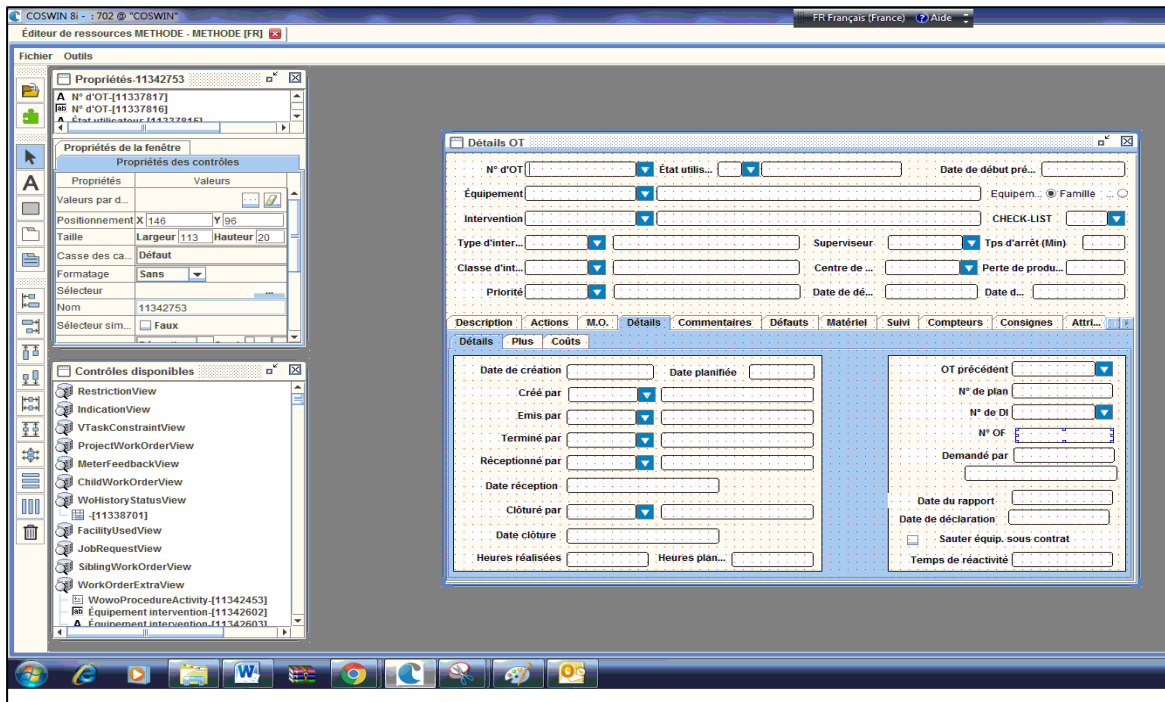 COSWIN 8i - : 702 @ "COSWIN"
FR Français (France) ? Aide
Éditeur de ressources METHODE - METHODE [FR]
Fichier Outils
Propriétés-11342753
A N° d'OT-[11337817]
ab N° d'OT-[11337816]
A État utilisateur-[11337815]
Propriétés de la fenêtre
Propriétés des contrôles
Propriétés Valeurs
Valeurs par d... ...
Positionnement X 146 Y 96
Taille Largeur 113 Hauteur 20
Casse des ca... Défaut
Formatage Sans
Sélecteur ...
Nom 11342753
Sélecteur sim... Faux
Contrôles disponibles
RestrictionView
IndicationView
VTaskConstraintView
ProjectWorkOrderView
MeterFeedbackView
ChildWorkOrderView
WoHistoryStatusView
-[11338701]
FacilityUsedView
JobRequestView
SiblingWorkOrderView
WorkOrderExtraView
WowoProcedureActivity-[11342453]
ab Équipement intervention-[11342602]
A Équipement intervention-[11342603]
Détails OT
N° d'OT État utilis... Date de début pré...
Équipement Equipem... Famille ...
Intervention CHECK-LIST
Type d'inter... Superviseur Tps d'arrêt (Min)
Classe d'int... Centre de ... Perte de produ...
Priorité Date de dé... Date d...
Description Actions M.O. Détails Commentaires Défauts Matériel Suivi Compteurs Consignes Attri...
Détails Plus Coûts
Date de création Date planifiée
Créé par
Emis par
Terminé par
Réceptionné par
Date réception
Clôturé par
Date clôture
Heures réalisées Heures plan...
OT précédent
N° de plan
N° de DI
N° OF
Demandé par
Date du rapport
Date de déclaration
Sauter équip. sous contrat
Temps de réactivité